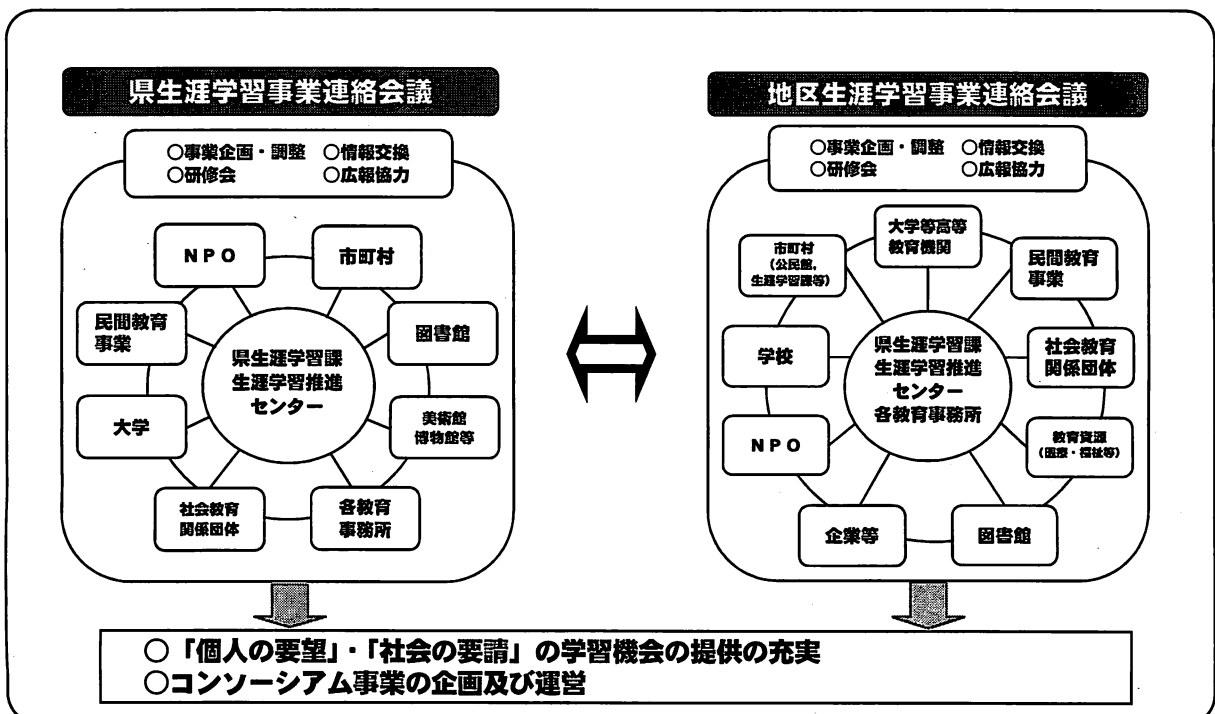 県生涯学習事業連絡会議
○事業企画・調整 ○情報交換
○研修会 ○広報協力
NPO
市町村
民間教育
事業
図書館
県生涯学習課
生涯学習推進
センター
大学
美術館
博物館等
社会教育
関係団体
各教育
事務所
地区生涯学習事業連絡会議
○事業企画・調整 ○情報交換
○研修会 ○広報協力
大学等高等
教育機関
市町村
(公民館,
生涯学習課等)
民間教育
事業
学校
県生涯学習課
生涯学習推進
センター
各教育事務所
社会教育
関係団体
NPO
教育資源
(医療・福祉等)
企業等
図書館
○「個人の要望」・「社会の要請」の学習機会の提供の充実
○コンソーシアム事業の企画及び運営